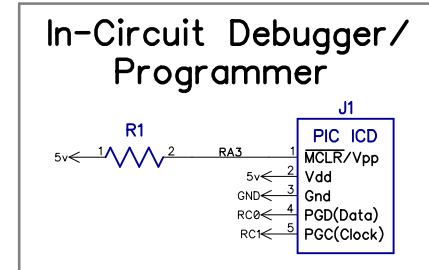 In-Circuit Debugger/
Programmer
J1
R1
PIC ICD
5v 1 2 RA3 1 MCLR/Vpp
5v 2 Vdd
GND 3 Gnd
RC0 4 PGD(Data)
RC1 5 PGC(Clock)